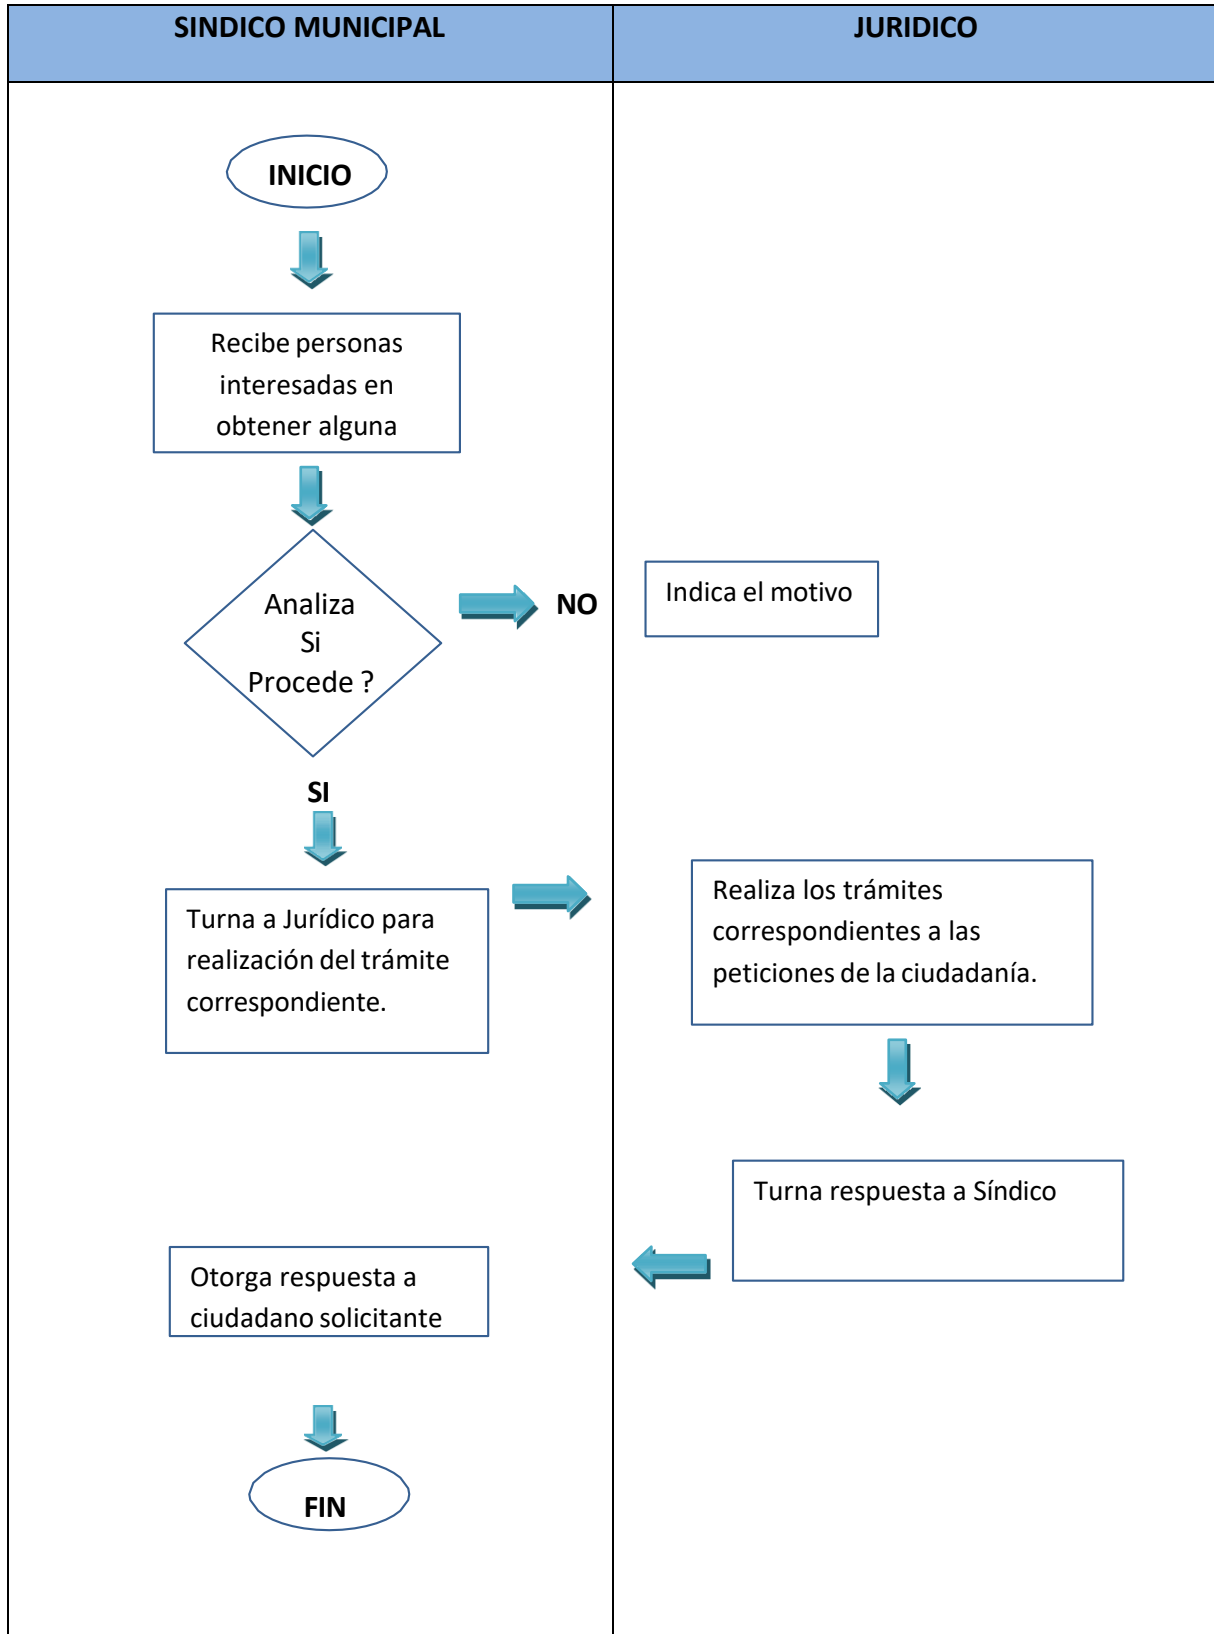 SINDICO MUNICIPAL
JURIDICO
INICIO
Recibe personas
interesadas en
obtener alguna
Analiza
Si
Procede ?
NO
Indica el motivo
SI
Turna a Jurídico para
realización del trámite
correspondiente.
Realiza los trámites
correspondientes a las
peticiones de la ciudadanía.
Turna respuesta a Síndico
Otorga respuesta a
ciudadano solicitante
FIN